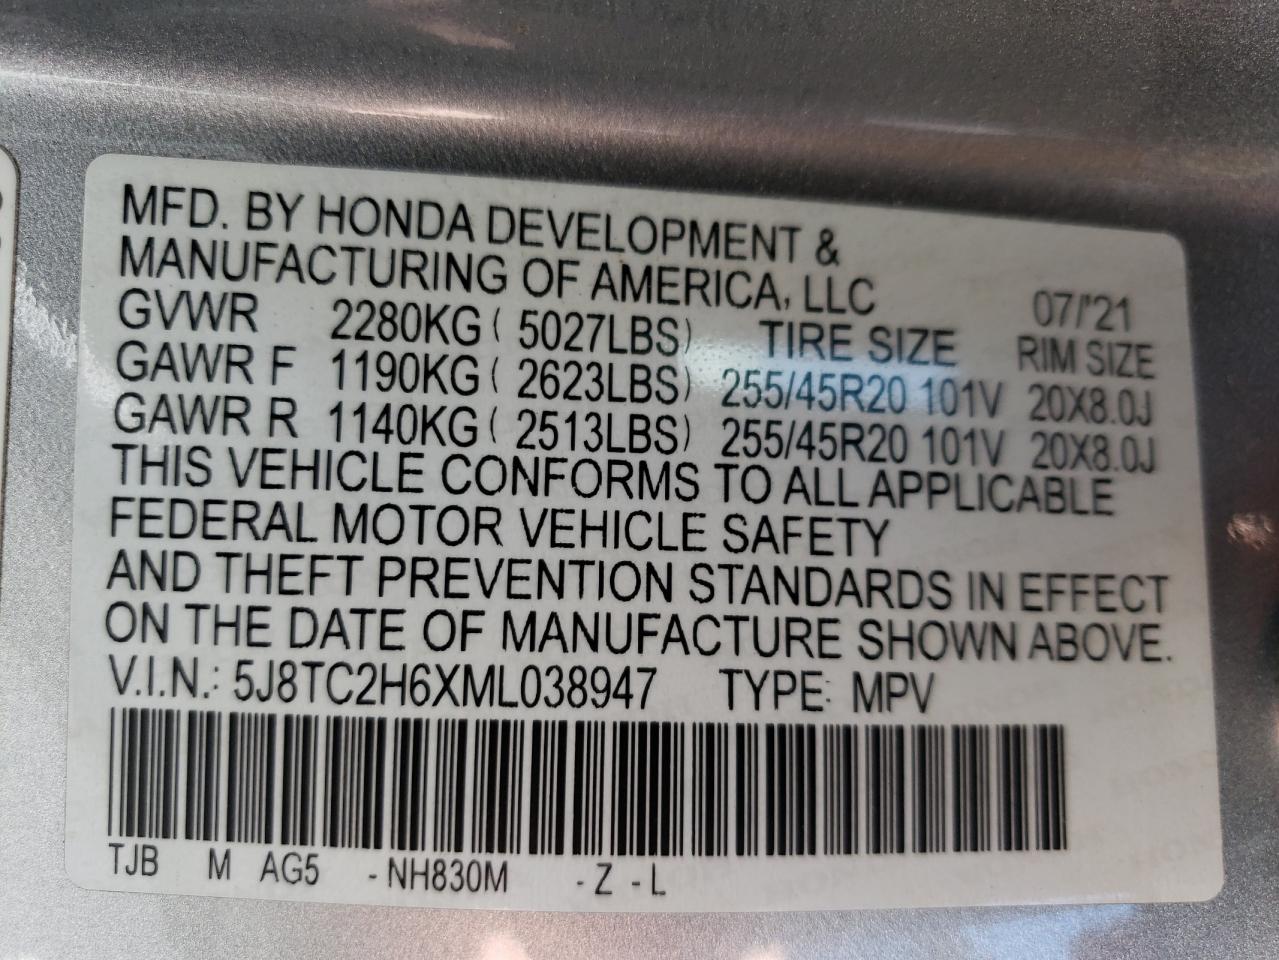 MFD. BY HONDA DEVELOPMENT &
MANUFACTURING OF AMERICA, LLC 07/'21
GVWR 2280KG ( 5027LBS) TIRE SIZE RIM SIZE
GAWR F 1190KG ( 2623LBS) 255/45R20 101V 20X8.0J
GAWR R 1140KG ( 2513LBS) 255/45R20 101V 20X8.0J
THIS VEHICLE CONFORMS TO ALL APPLICABLE
FEDERAL MOTOR VEHICLE SAFETY
AND THEFT PREVENTION STANDARDS IN EFFECT
ON THE DATE OF MANUFACTURE SHOWN ABOVE.
V.I.N.: 5J8TC2H6XML038947 TYPE: MPV
TJB M AG5 -NH830M -Z -L